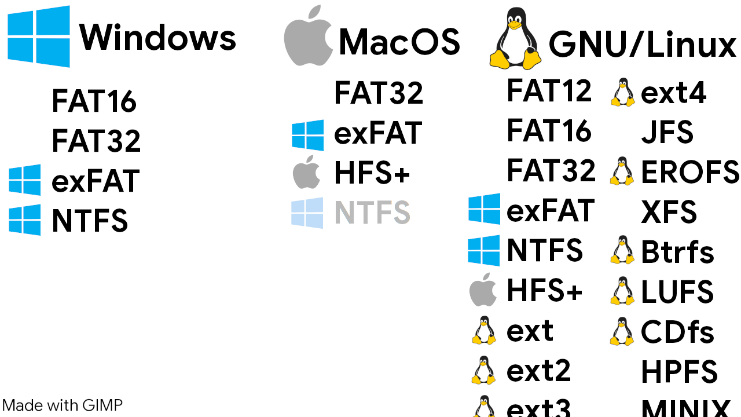 Windows
FAT16
FAT32
exFAT
NTFS
MacOS
FAT32
exFAT
HFS+
NTFS
GNU/Linux
FAT12
FAT16
FAT32
exFAT
NTFS
HFS+
ext
ext2
ext3
ext4
JFS
EROFS
XFS
Btrfs
LUFS
CDfs
HPFS
MINIX
Made with GIMP